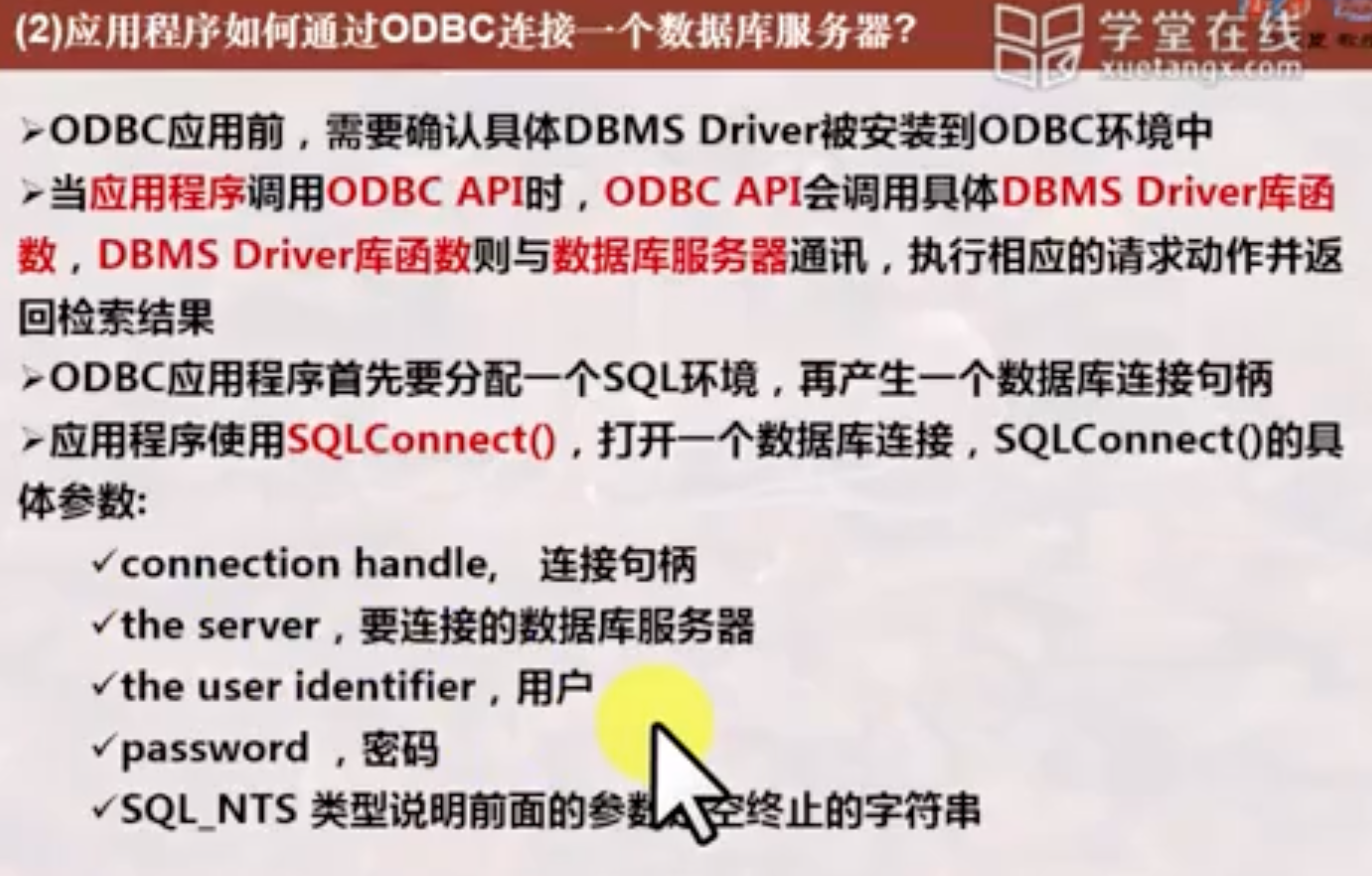 (2)应用程序如何通过ODBC连接一个数据库服务器?
学堂在线
xuetangx.com
➢ODBC应用前，需要确认具体DBMS Driver被安装到ODBC环境中
➢当应用程序调用ODBC API时，ODBC API会调用具体DBMS Driver库函
数，DBMS Driver库函数则与数据库服务器通讯，执行相应的请求动作并返
回检索结果
➢ODBC应用程序首先要分配一个SQL环境，再产生一个数据库连接句柄
➢应用程序使用SQLConnect()，打开一个数据库连接，SQLConnect()的具
体参数:
✓connection handle, 连接句柄
✓the server，要连接的数据库服务器
✓the user identifier，用户
✓password ，密码
✓SQL_NTS 类型说明前面的参数 空终止的字符串